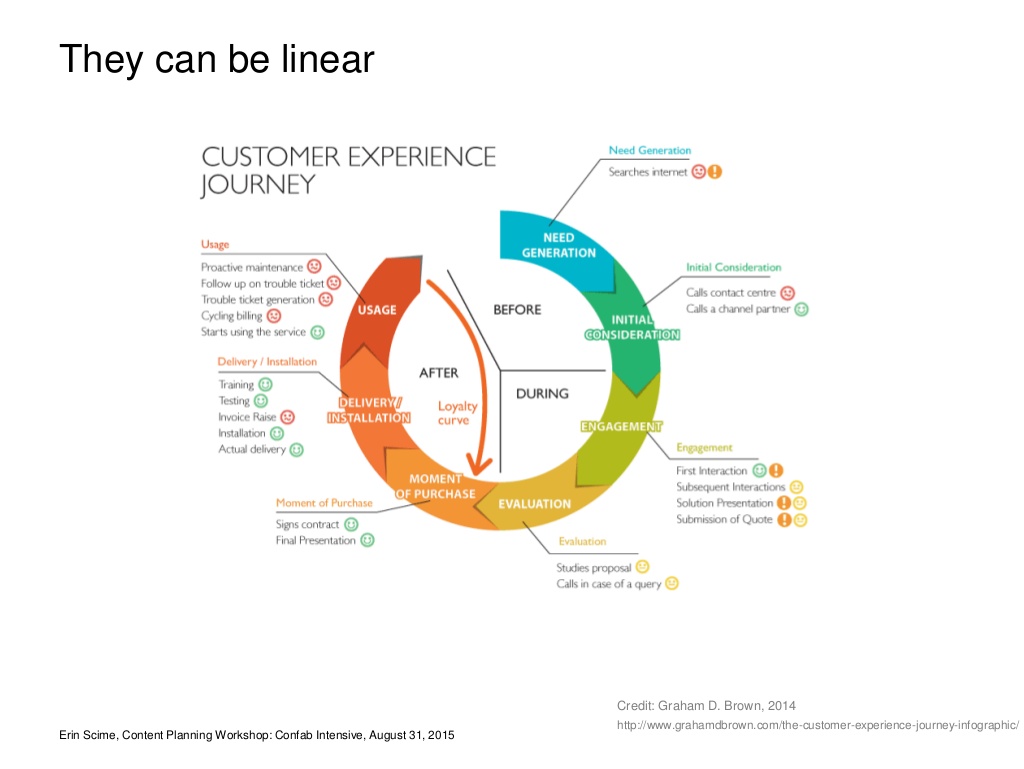 They can be linear
CUSTOMER EXPERIENCE
JOURNEY
Need Generation
Searches internet
NEED
GENERATION
Initial Consideration
Calls contact centre
Calls a channel partner
INITIAL
CONSIDERATION
BEFORE
DURING
AFTER
Loyalty
curve
ENGAGEMENT
Engagement
First Interaction
Subsequent Interactions
Solution Presentation
Submission of Quote
EVALUATION
Evaluation
Studies proposal
Calls in case of a query
MOMENT
OF PURCHASE
Moment of Purchase
Signs contract
Final Presentation
DELIVERY/
INSTALLATION
Delivery / Installation
Training
Testing
Invoice Raise
Installation
Actual delivery
USAGE
Usage
Proactive maintenance
Follow up on trouble ticket
Trouble ticket generation
Cycling billing
Starts using the service
Credit: Graham D. Brown, 2014
http://www.grahamdbrown.com/the-customer-experience-journey-infographic/
Erin Scime, Content Planning Workshop: Confab Intensive, August 31, 2015